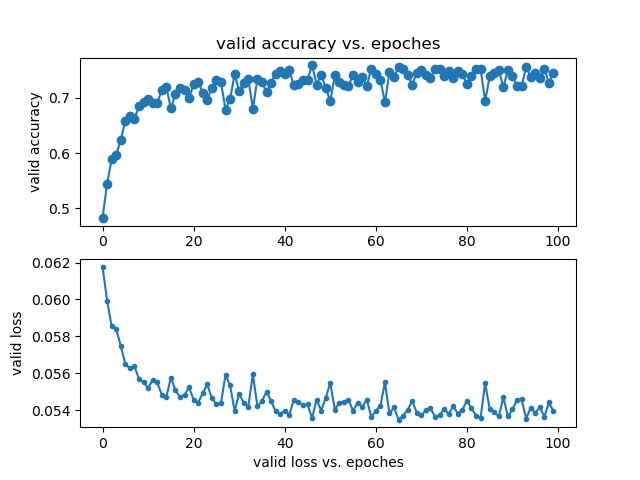 valid accuracy vs. epoches
valid accuracy
0.7
0.6
0.5
0 20 40 60 80 100
valid loss
0.062
0.060
0.058
0.056
0.054
0 20 40 60 80 100
valid loss vs. epoches